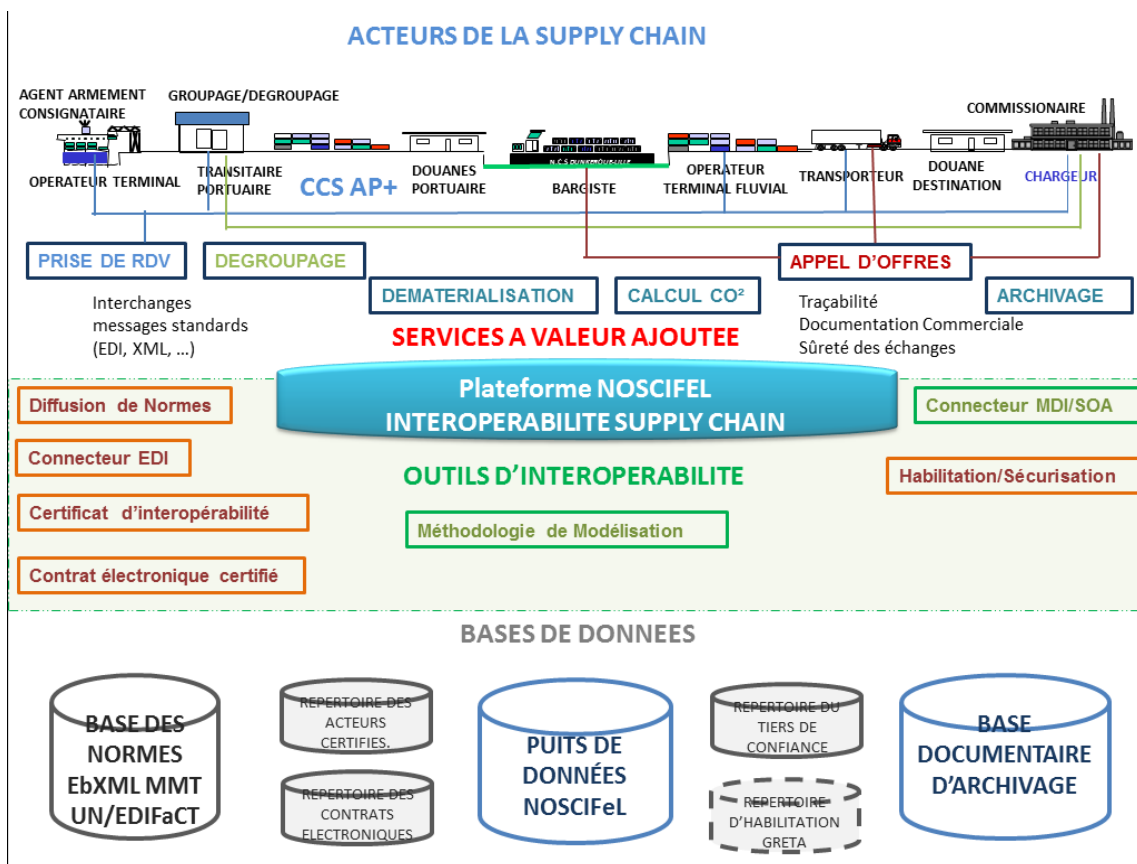 ACTEURS DE LA SUPPLY CHAIN
AGENT ARMEMENT
CONSIGNATAIRE
GROUPAGE/DEGROUPAGE
COMMISSIONAIRE
N.C.S DUNKERQUE-LILLE
OPERATEUR TERMINAL
TRANSITAIRE
PORTUAIRE
CCS AP+
DOUANES
PORTUAIRE
BARGISTE
OPERATEUR
TERMINAL FLUVIAL
TRANSPORTEUR
DOUANE
DESTINATION
CHARGEUR
PRISE DE RDV
DEGROUPAGE
APPEL D'OFFRES
DEMATERIALISATION
CALCUL CO²
ARCHIVAGE
Interchanges
messages standards
(EDI, XML, …)
Traçabilité
Documentation Commerciale
Sûreté des échanges
SERVICES A VALEUR AJOUTEE
Plateforme NOSCIFEL
INTEROPERABILITE SUPPLY CHAIN
Diffusion de Normes
Connecteur MDI/SOA
Connecteur EDI
OUTILS D'INTEROPERABILITE
Habilitation/Sécurisation
Certificat d'interopérabilité
Méthodologie de Modélisation
Contrat électronique certifié
BASES DE DONNEES
BASE DES
NORMES
EbXML MMT
UN/EDIFaCT
REPERTOIRE DES
ACTEURS
CERTIFIES.
REPERTOIRE DES
CONTRATS
ELECTRONIQUES
PUITS DE
DONNÉES
NOSCIFeL
REPERTOIRE DU
TIERS DE
CONFIANCE
REPERTOIRE
D'HABILITATION
GRETA
BASE
DOCUMENTAIRE
D'ARCHIVAGE